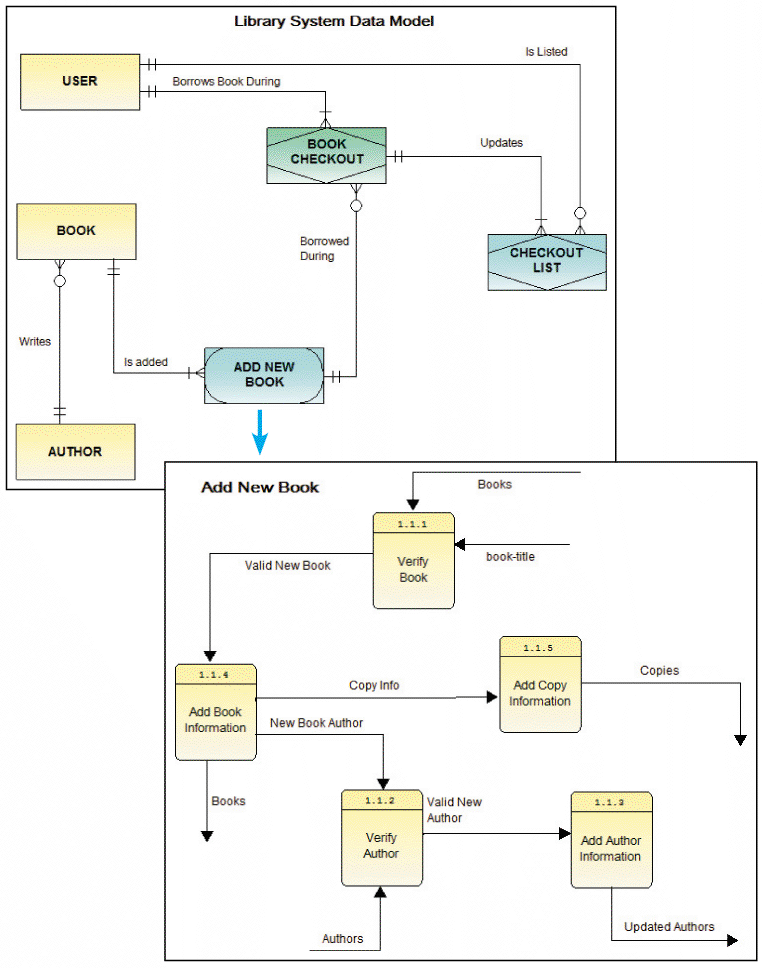 Library System Data Model
Is Listed
USER
Borrows Book During
BOOK
CHECKOUT
Updates
BOOK
Borrowed
During
CHECKOUT
LIST
Writes
Is added
ADD NEW
BOOK
AUTHOR
Add New Book
Books
1.1.1
Verify
Book
book-title
Valid New Book
1.1.4
Add Book
Information
Copy Info
1.1.5
Add Copy
Information
Copies
New Book Author
Books
1.1.2
Verify
Author
Valid New
Author
1.1.3
Add Author
Information
Authors
Updated Authors